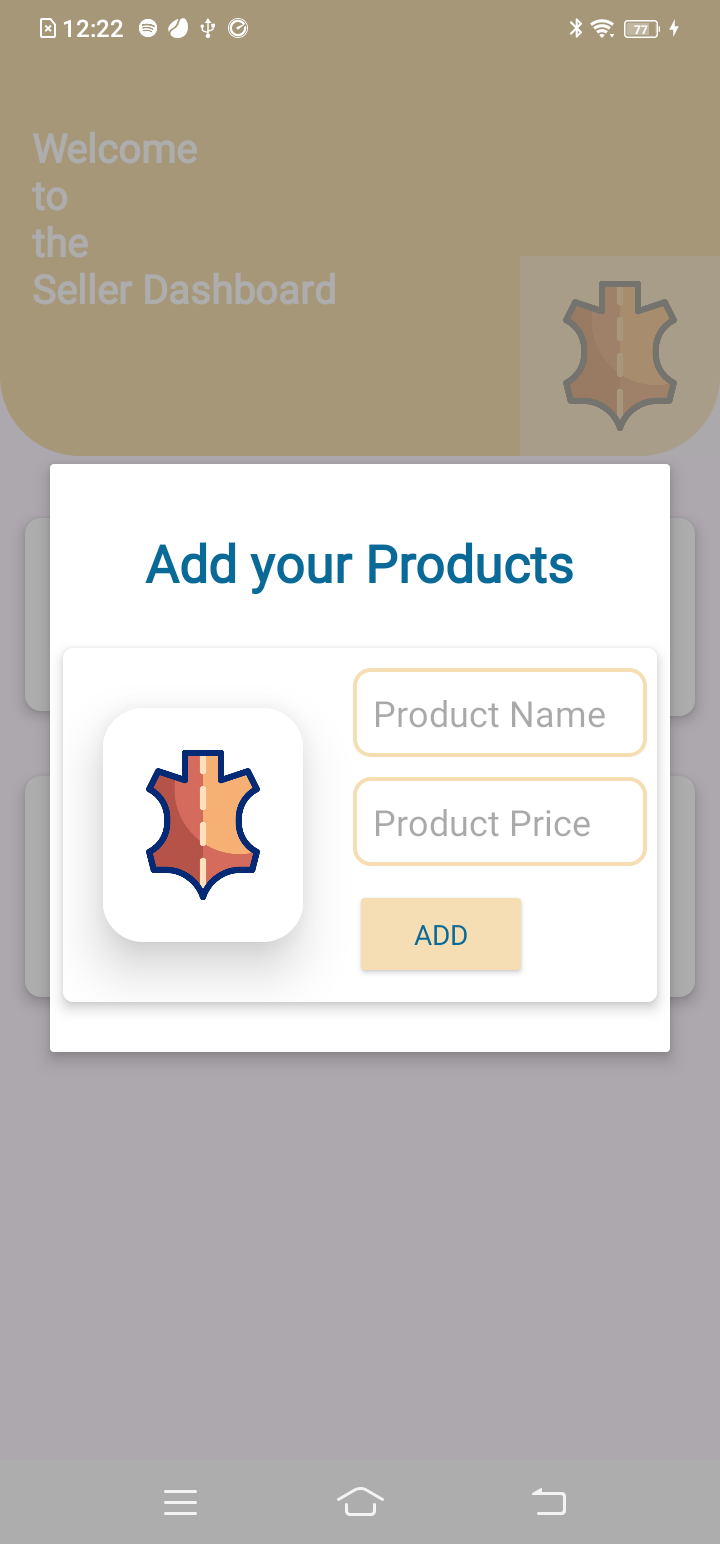 12:22
77
Welcome
to
the
Seller Dashboard
Add your Products
Product Name
Product Price
ADD